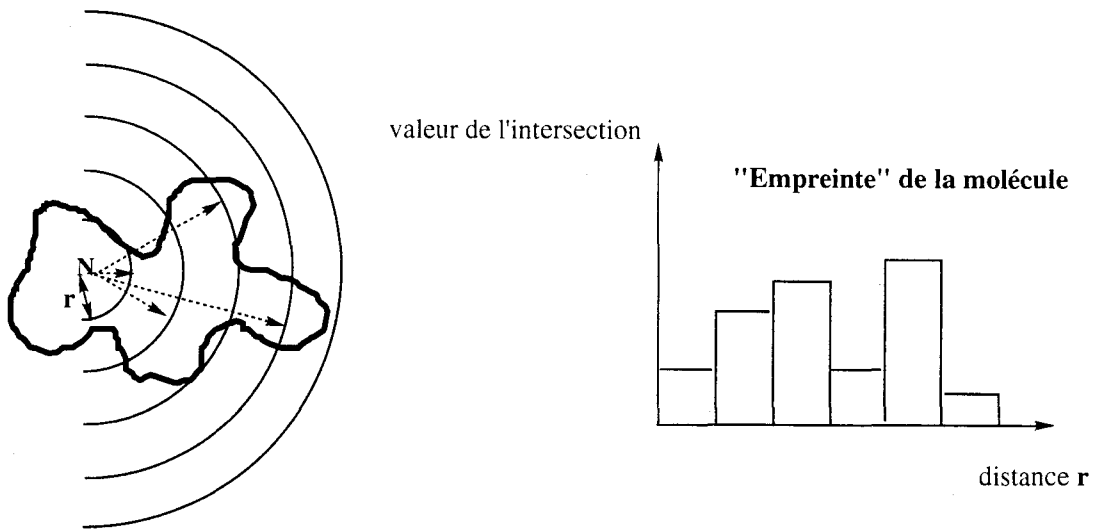 valeur de l'intersection
"Empreinte" de la molécule
N
r
distance r